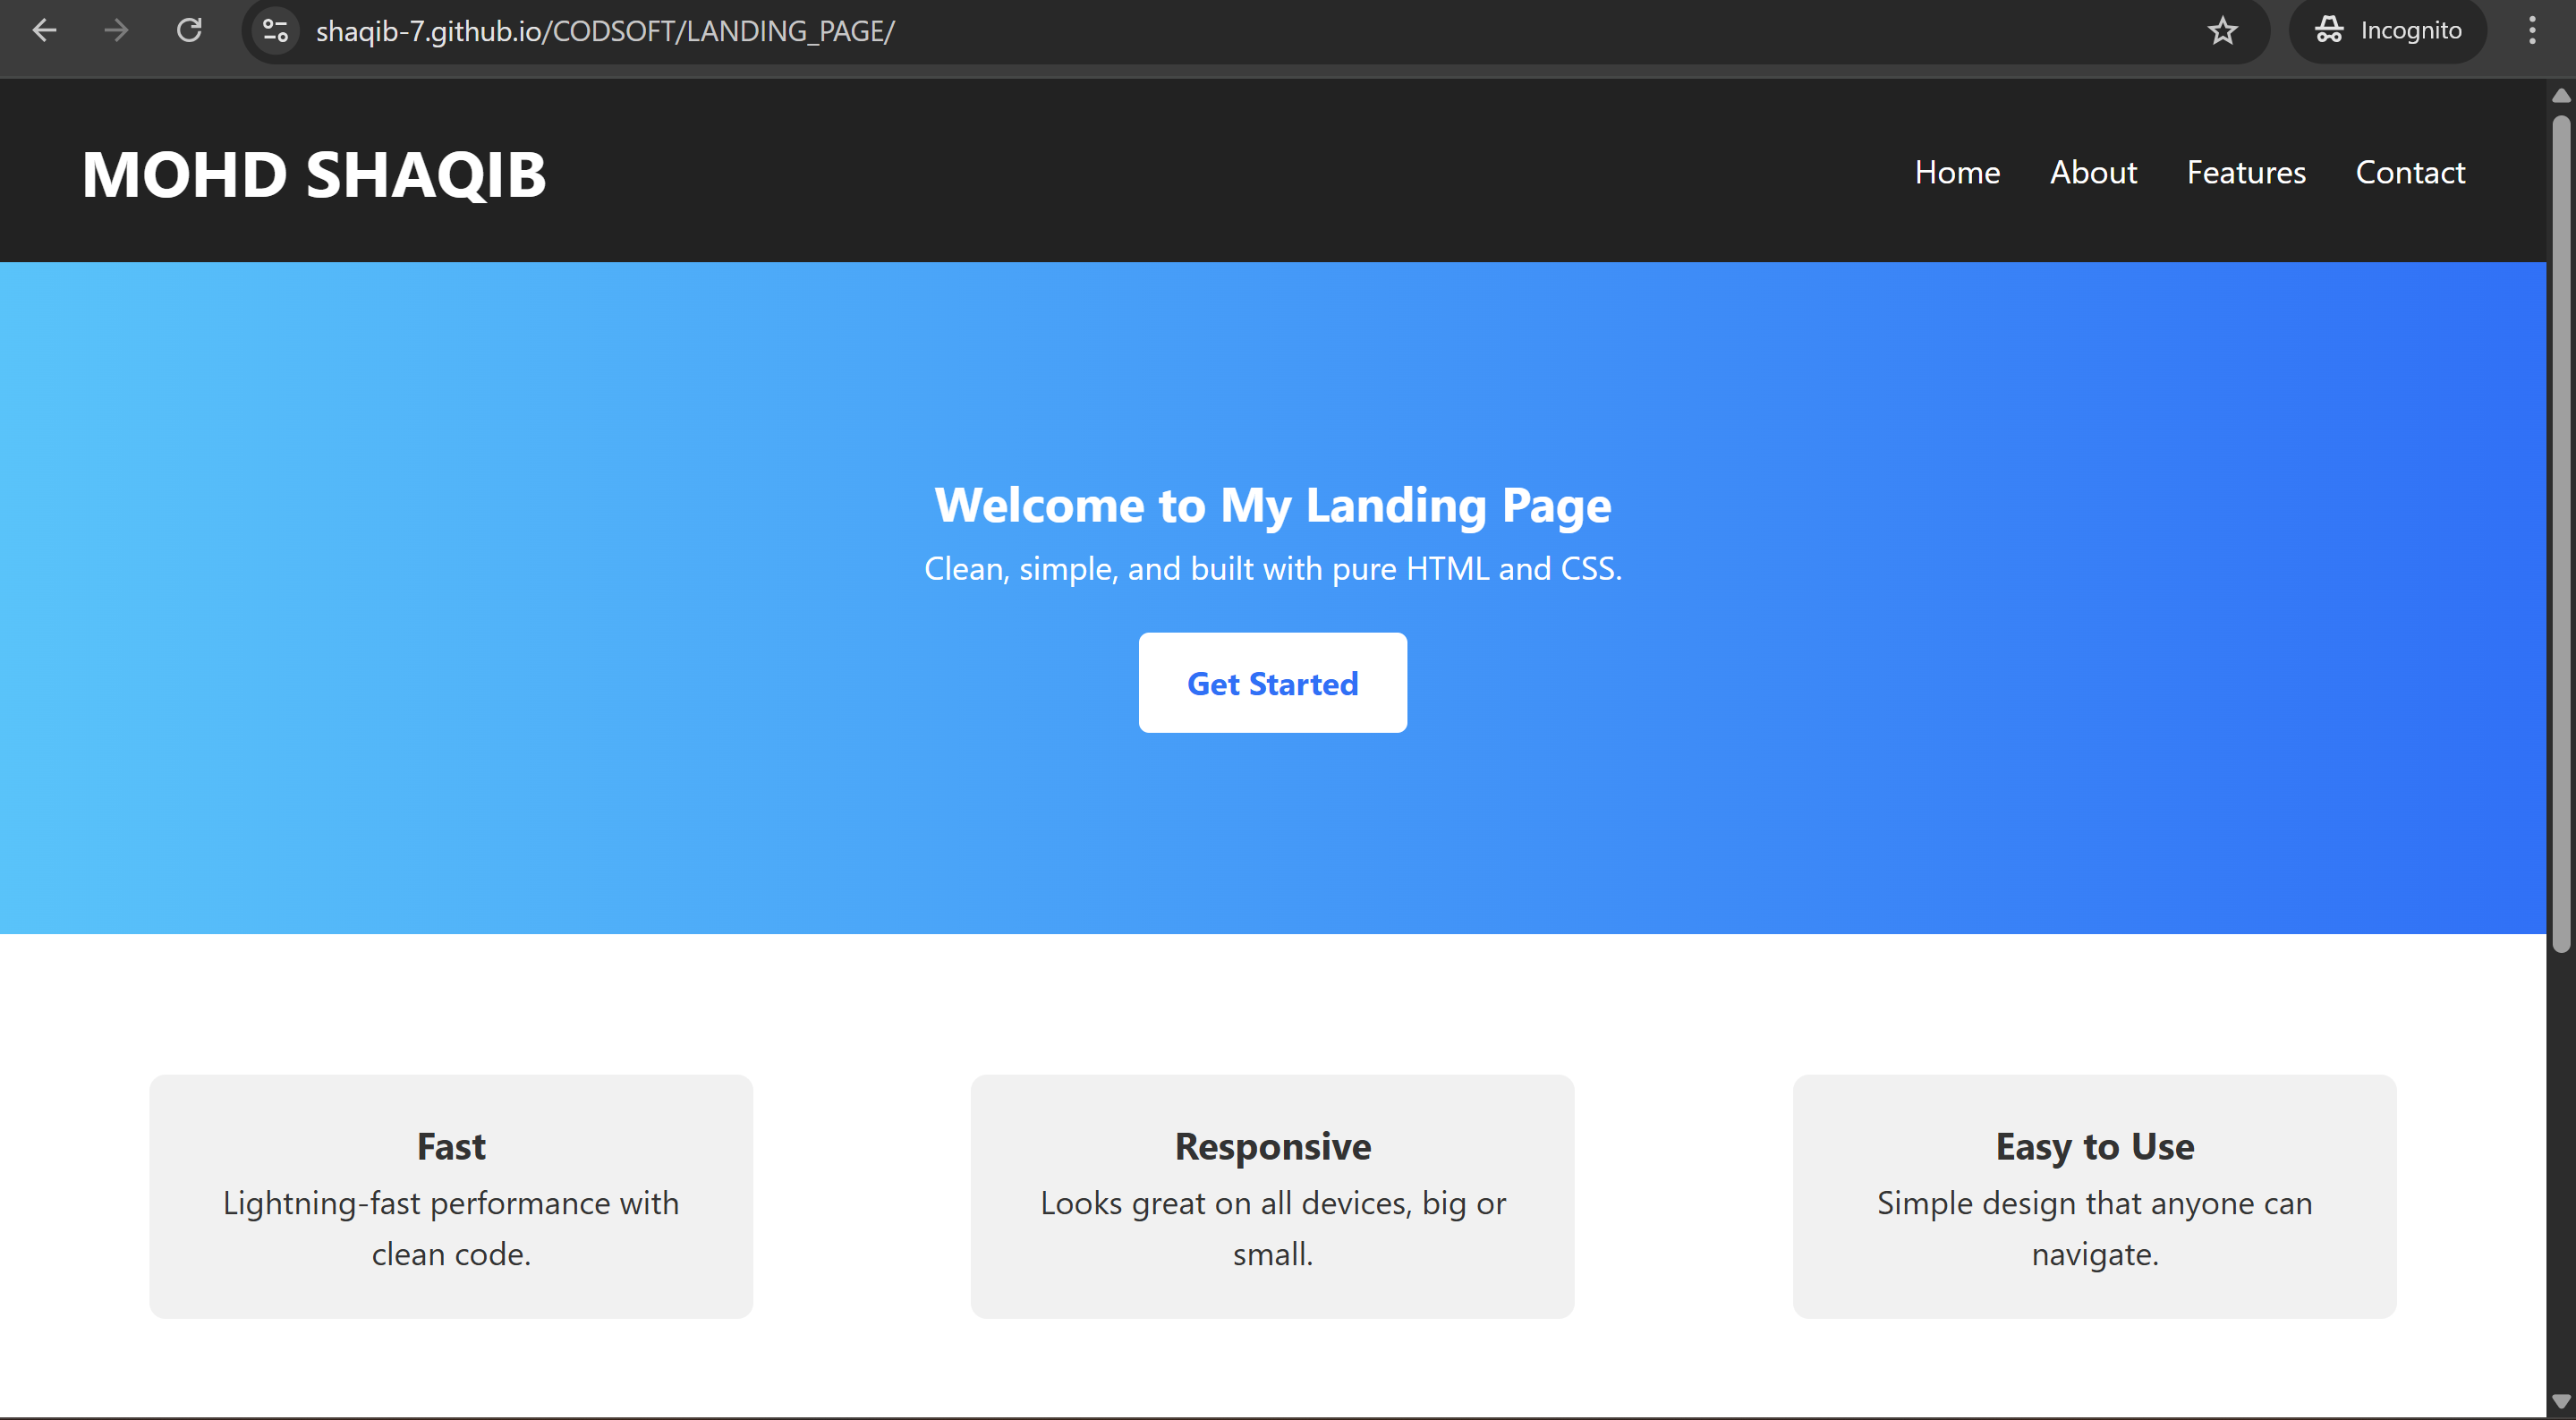 shaqib-7.github.io/CODSOFT/LANDING_PAGE/
Incognito
MOHD SHAQIB
Home About Features Contact
Welcome to My Landing Page
Clean, simple, and built with pure HTML and CSS.
Get Started
Fast
Lightning-fast performance with
clean code.
Responsive
Looks great on all devices, big or
small.
Easy to Use
Simple design that anyone can
navigate.